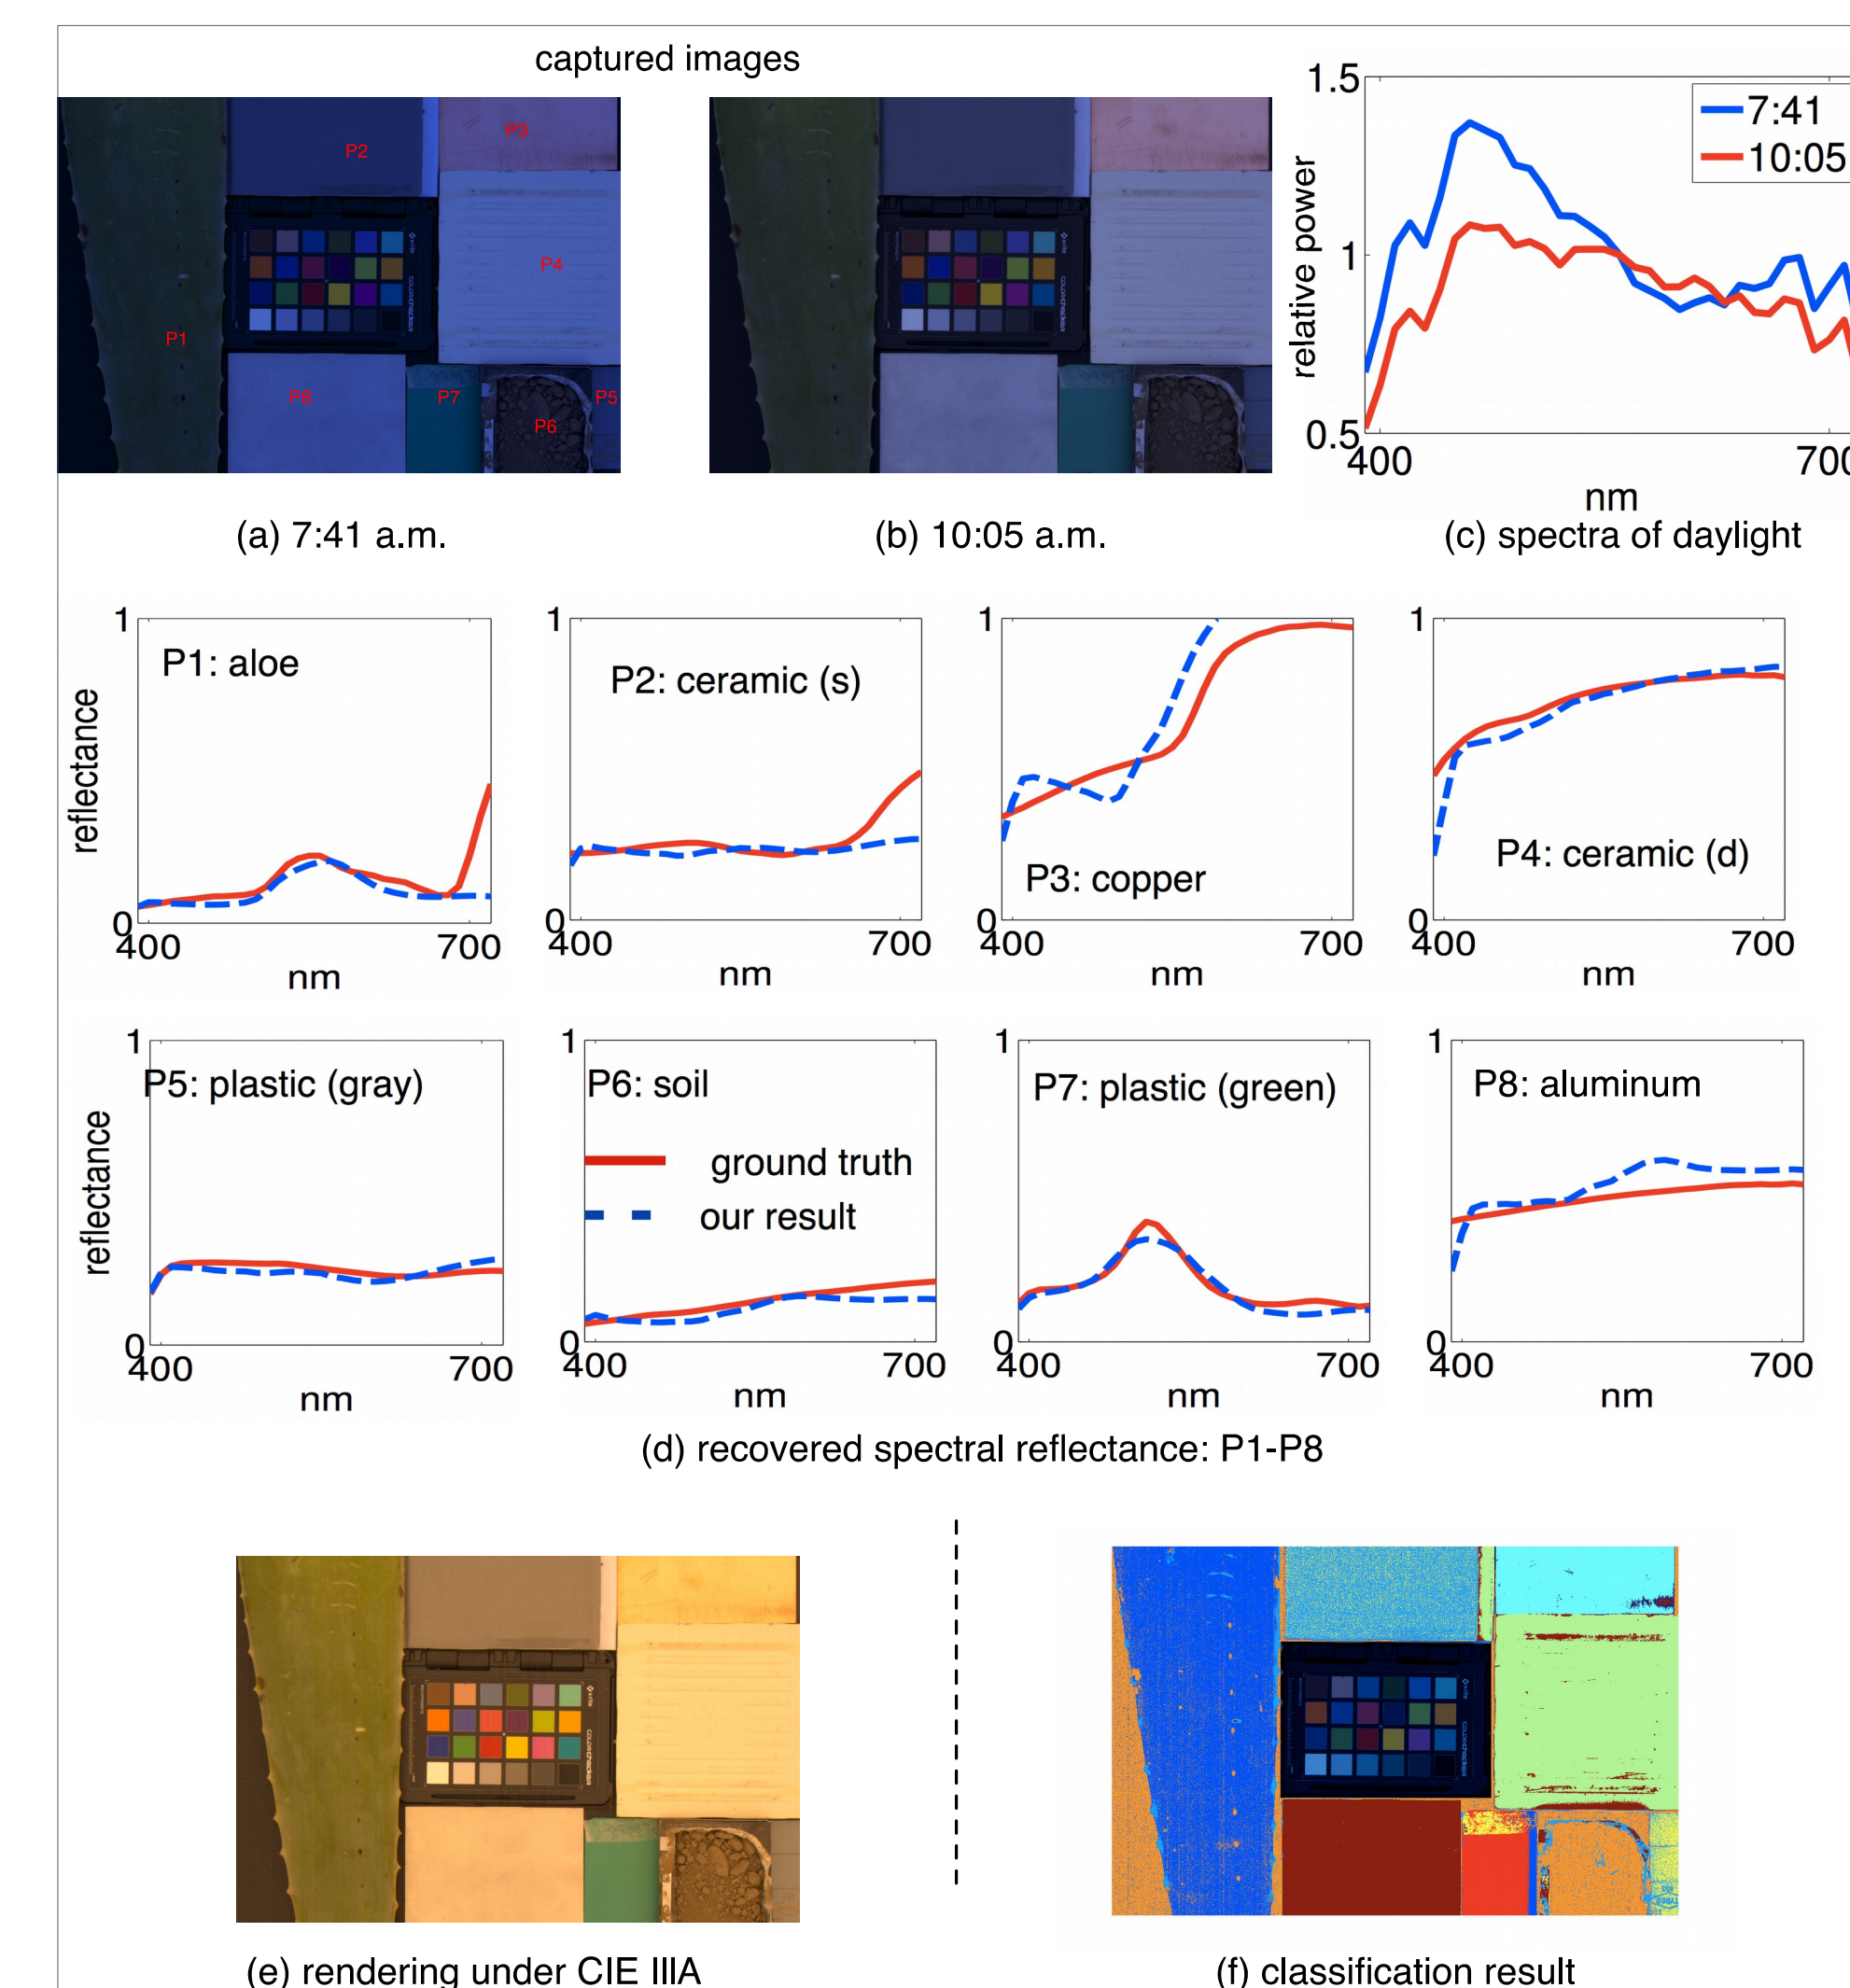 captured images
P1
P2
P3
P4
P5
P6
P7
P8
(a) 7:41 a.m.
(b) 10:05 a.m.
1.5
1
0.5
relative power
7:41
10:05
400
700
nm
(c) spectra of daylight
1
P1: aloe
reflectance
0
400
700
nm
1
P2: ceramic (s)
0
400
700
nm
1
P3: copper
0
400
700
nm
1
P4: ceramic (d)
0
400
700
nm
1
P5: plastic (gray)
reflectance
0
400
700
nm
1
P6: soil
ground truth
our result
0
400
700
nm
1
P7: plastic (green)
0
400
700
nm
1
P8: aluminum
0
400
700
nm
(d) recovered spectral reflectance: P1-P8
(e) rendering under CIE IllA
(f) classification result